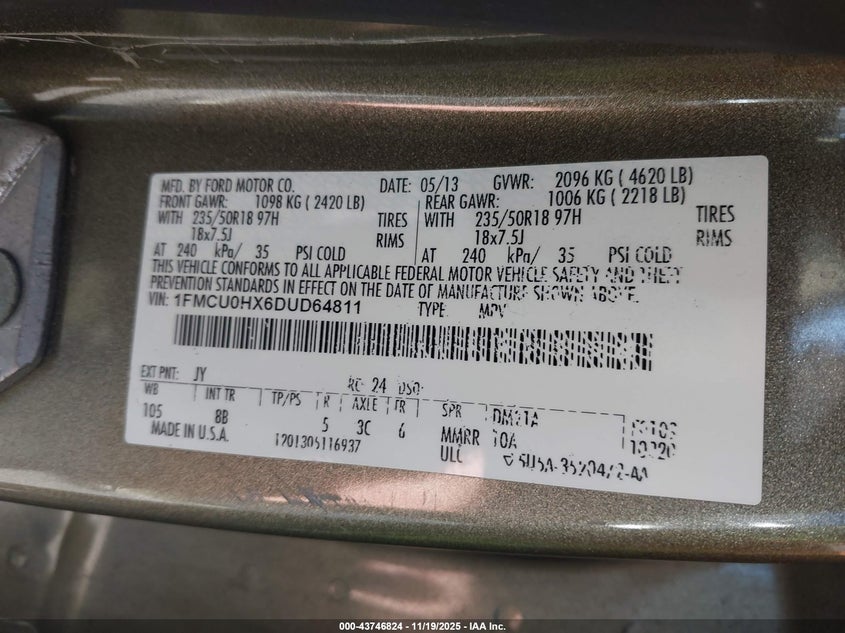 MFD. BY FORD MOTOR CO. DATE: 05/13 GVWR: 2096 KG ( 4620 LB)
FRONT GAWR: 1098 KG ( 2420 LB) REAR GAWR: 1006 KG ( 2218 LB)
WITH 235/50R18 97H TIRES WITH 235/50R18 97H TIRES
18x7.5J RIMS 18x7.5J RIMS
AT 240 kPa/ 35 PSI COLD AT 240 kPa/ 35 PSI COLD
THIS VEHICLE CONFORMS TO ALL APPLICABLE FEDERAL MOTOR VEHICLE SAFETY AND THEFT
PREVENTION STANDARDS IN EFFECT ON THE DATE OF MANUFACTURE SHOWN ABOVE.
VIN: 1FMCU0HX6DUD64811 TYPE MPV
EXT PNT: JY RC: 24 DSO:
WB INT TR TP/PS R AXLE TR SPR
105 8B 5 3C 6
MADE IN U.S.A. MMRR 10A
ULC
000-43746824 | 11/19/2025 | IAA Inc.